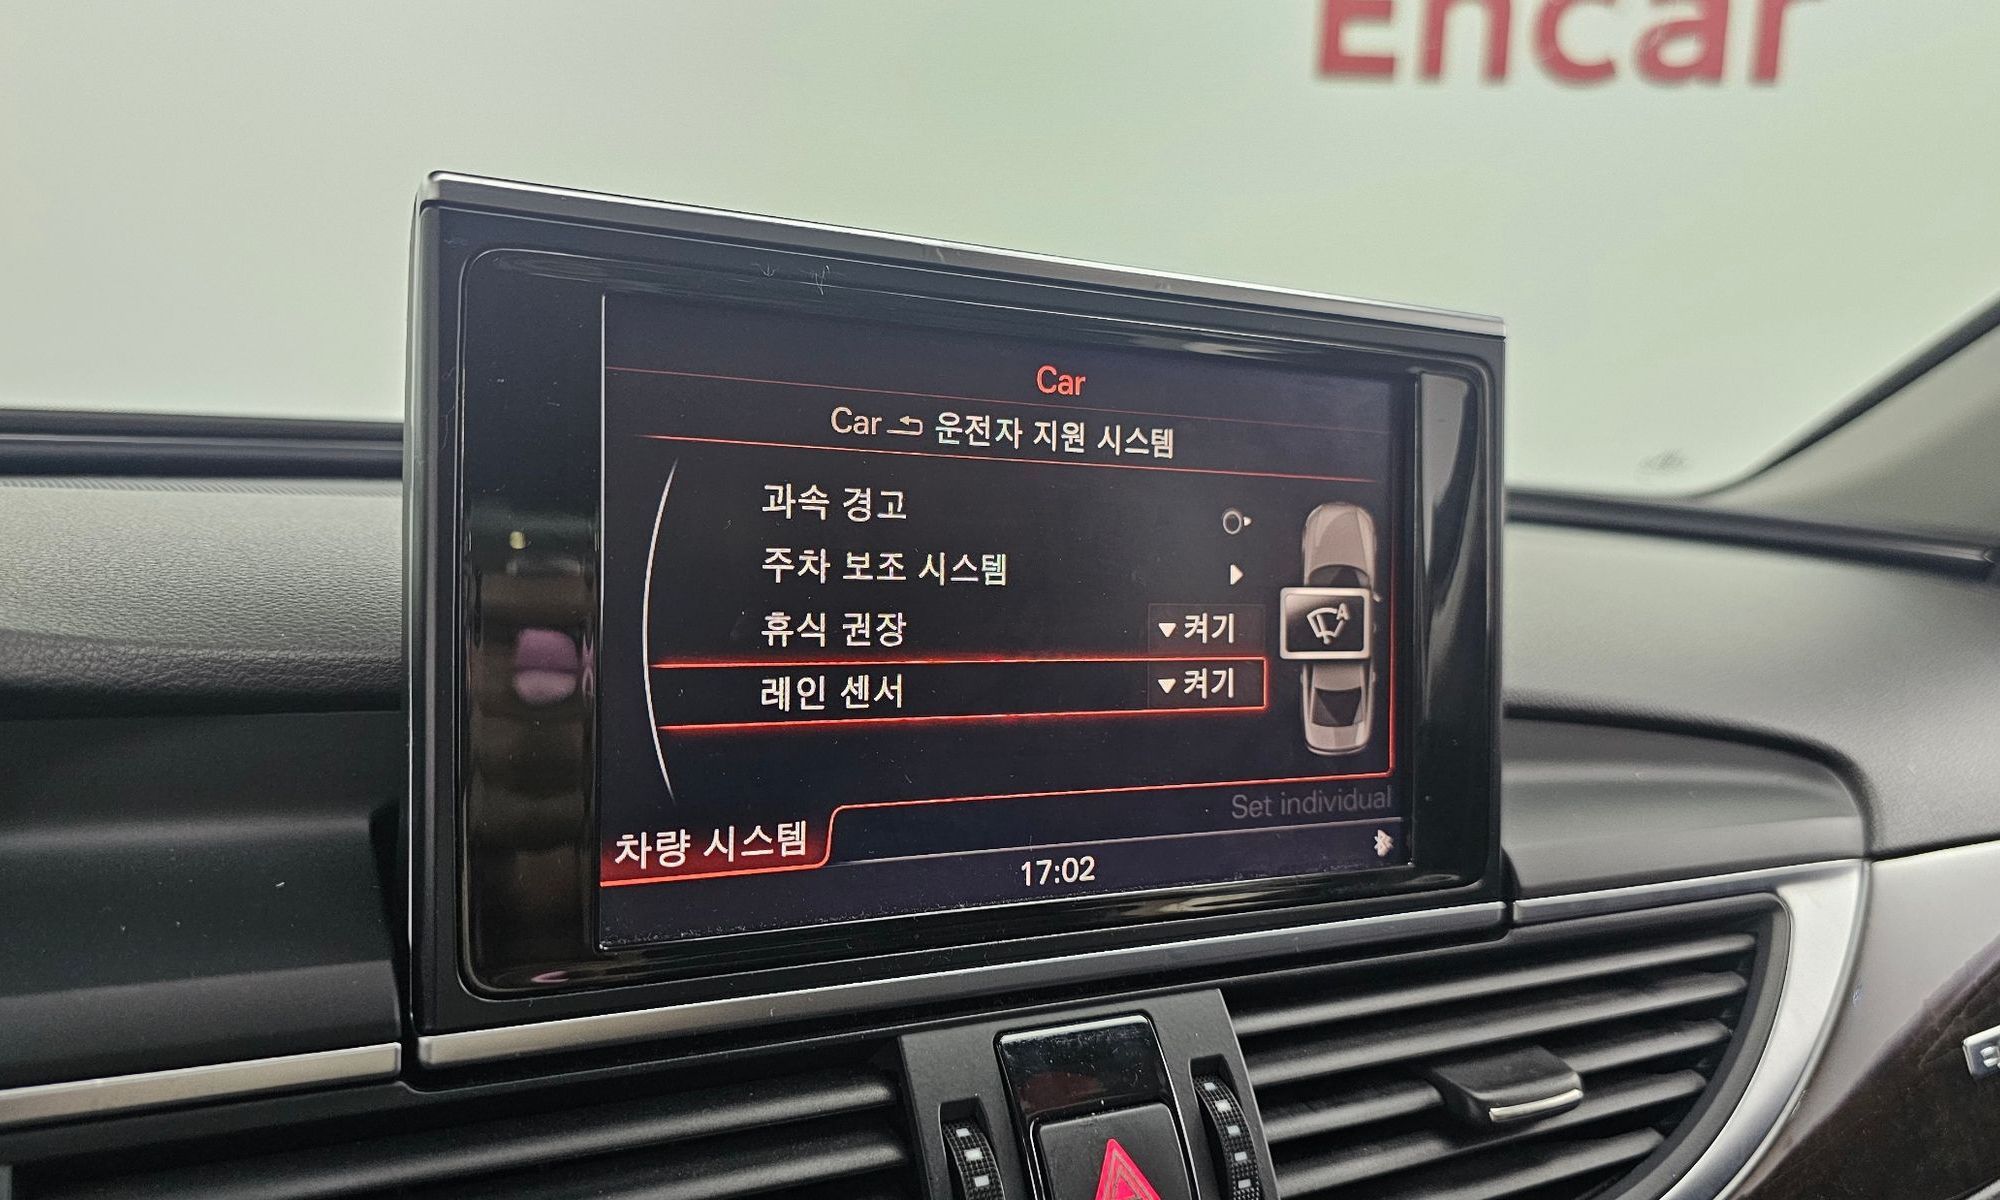 Encar
Car
Car 운전자 지원 시스템
과속 경고
주차 보조 시스템
휴식 권장 켜기
레인 센서 켜기
A
Set individual
차량 시스템
17:02